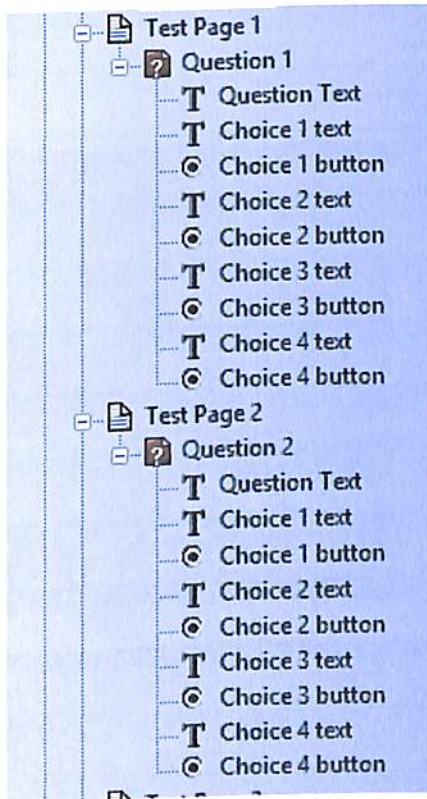 Test Page 1
Question 1
Question Text
Choice 1 text
Choice 1 button
Choice 2 text
Choice 2 button
Choice 3 text
Choice 3 button
Choice 4 text
Choice 4 button
Test Page 2
Question 2
Question Text
Choice 1 text
Choice 1 button
Choice 2 text
Choice 2 button
Choice 3 text
Choice 3 button
Choice 4 text
Choice 4 button